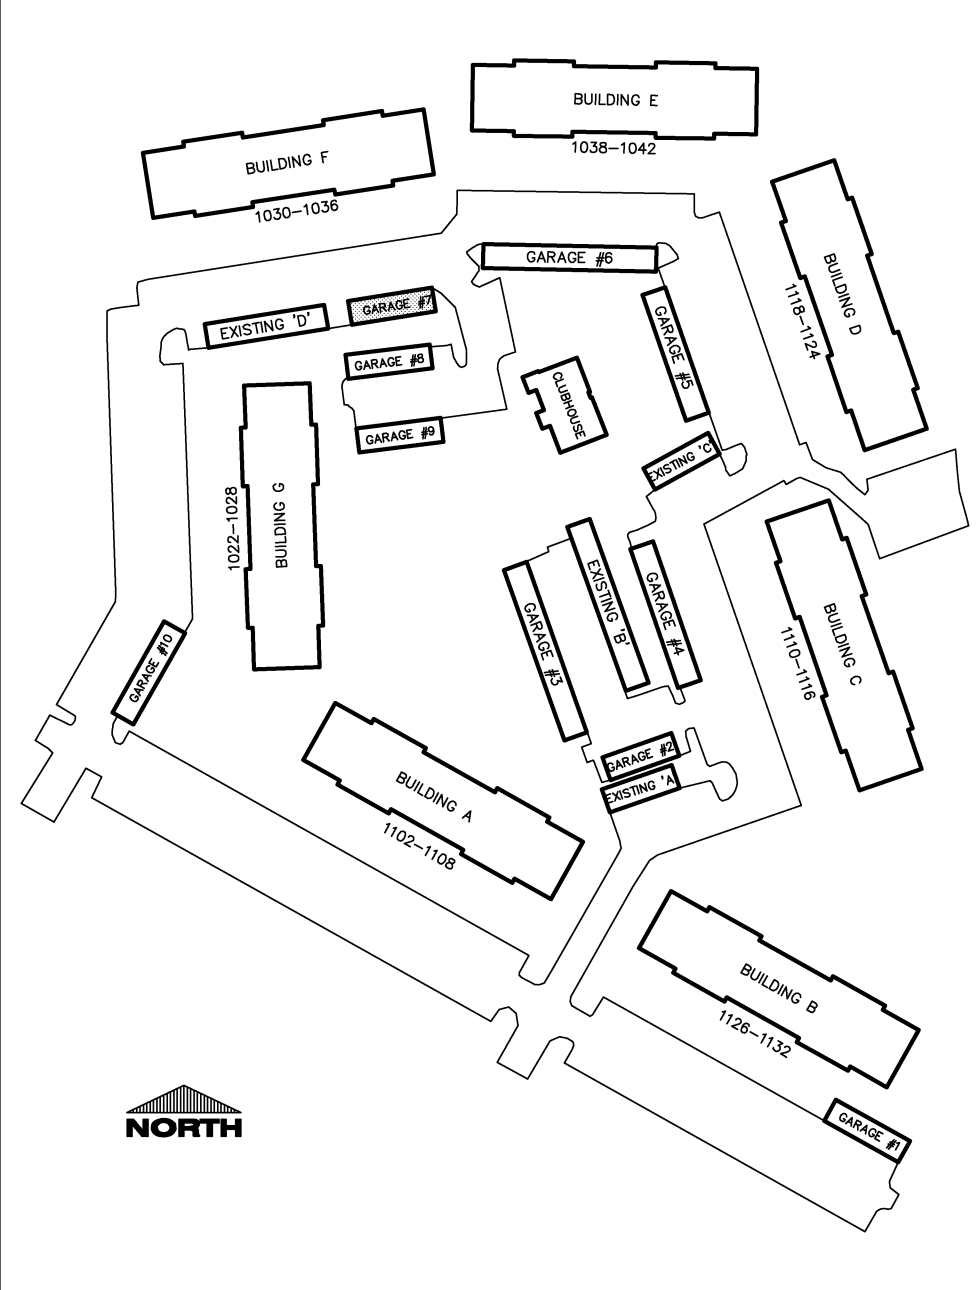 BUILDING E
1038-1042
BUILDING F
1030-1036
GARAGE #6
BUILDING D
1118-1124
GARAGE #7
EXISTING 'D'
GARAGE #5
GARAGE #8
CLUBHOUSE
GARAGE #9
EXISTING 'C'
BUILDING G
1022-1028
EXISTING 'B'
GARAGE #4
GARAGE #3
BUILDING C
1110-1116
GARAGE #10
GARAGE #2
EXISTING 'A
BUILDING A
1102-1108
BUILDING B
1126-1132
GARAGE #1
NORTH